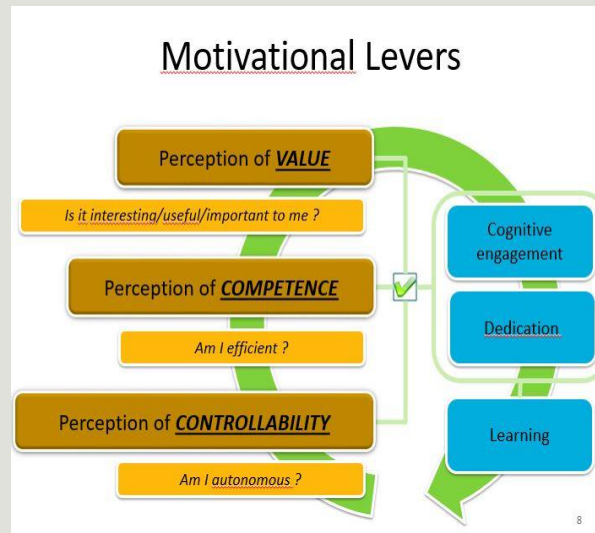 Motivational Levers
Perception of VALUE
Is it interesting/useful/important to me ?
Perception of COMPETENCE
Am I efficient ?
Perception of CONTROLLABILITY
Am I autonomous ?
Cognitive
engagement
Dedication
Learning
8